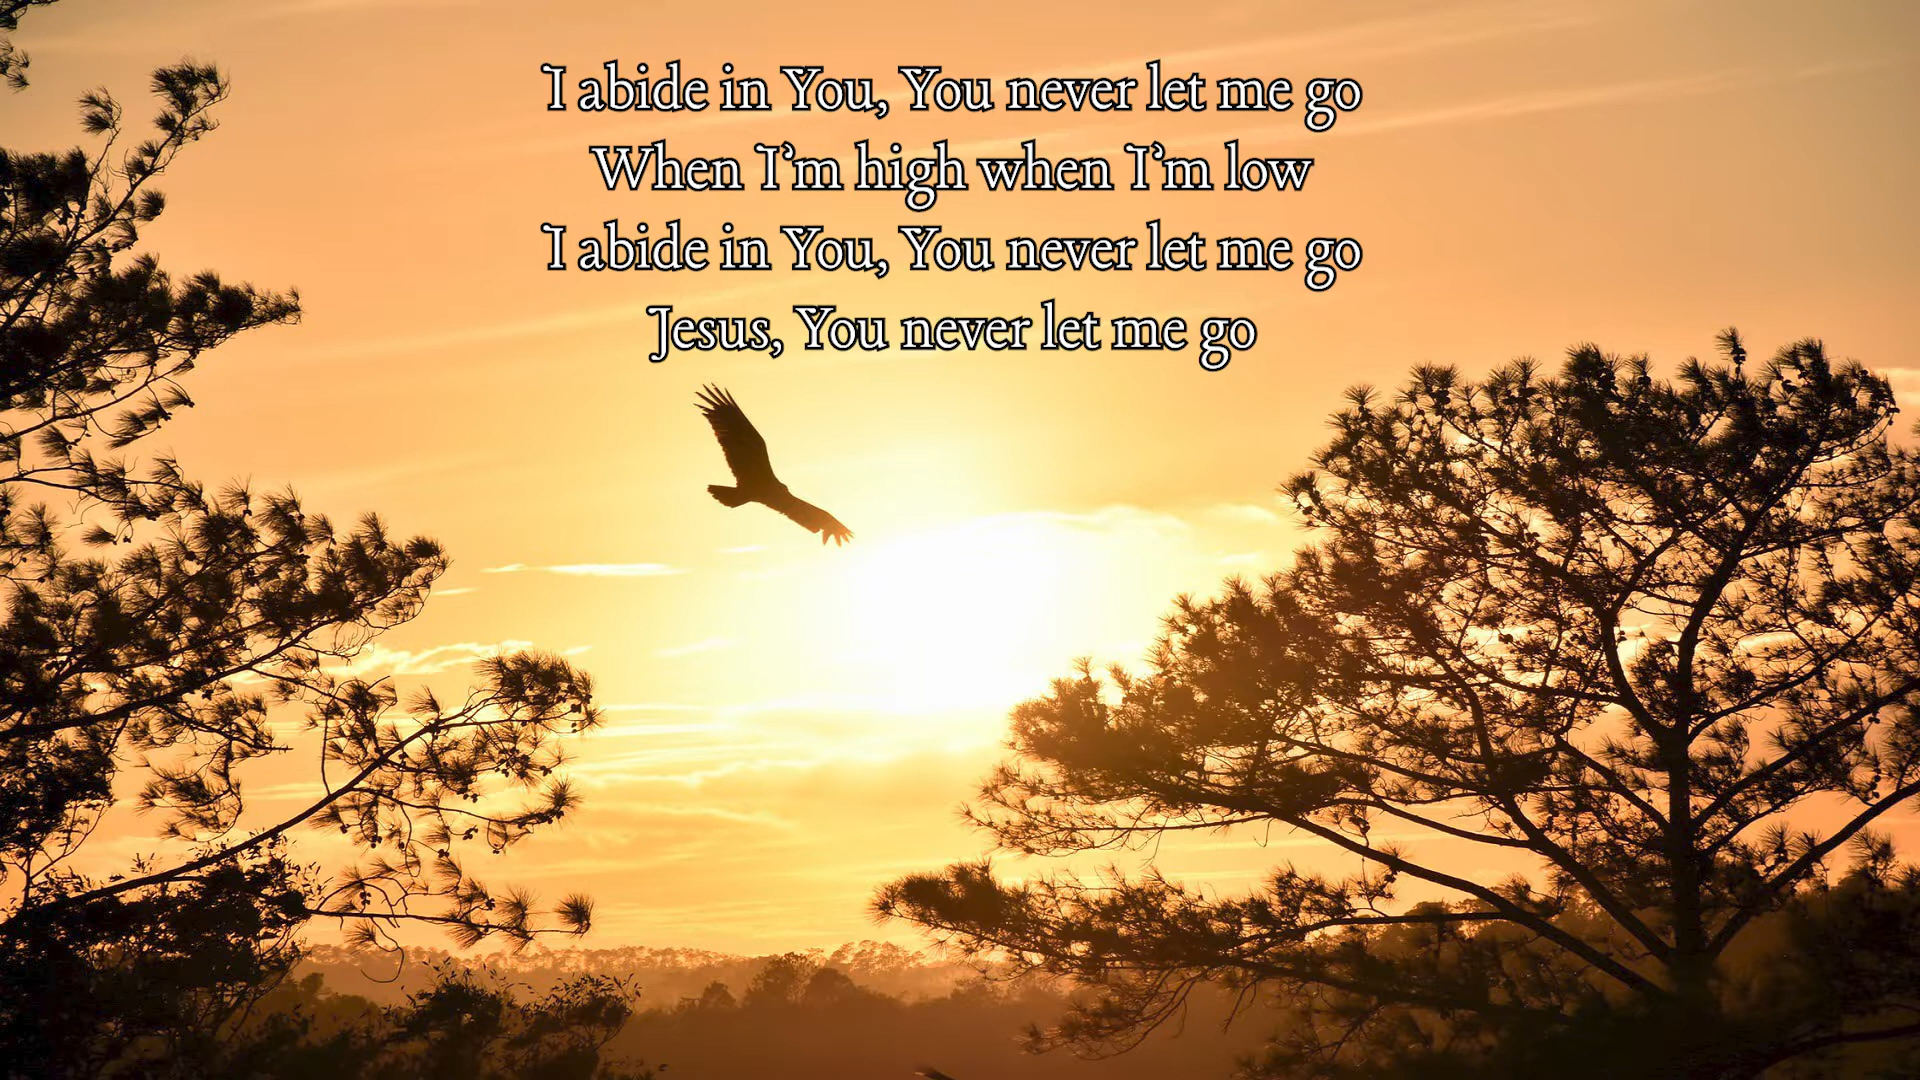 I abide in You, You never let me go
When I'm high when I'm low
I abide in You, You never let me go
Jesus, You never let me go